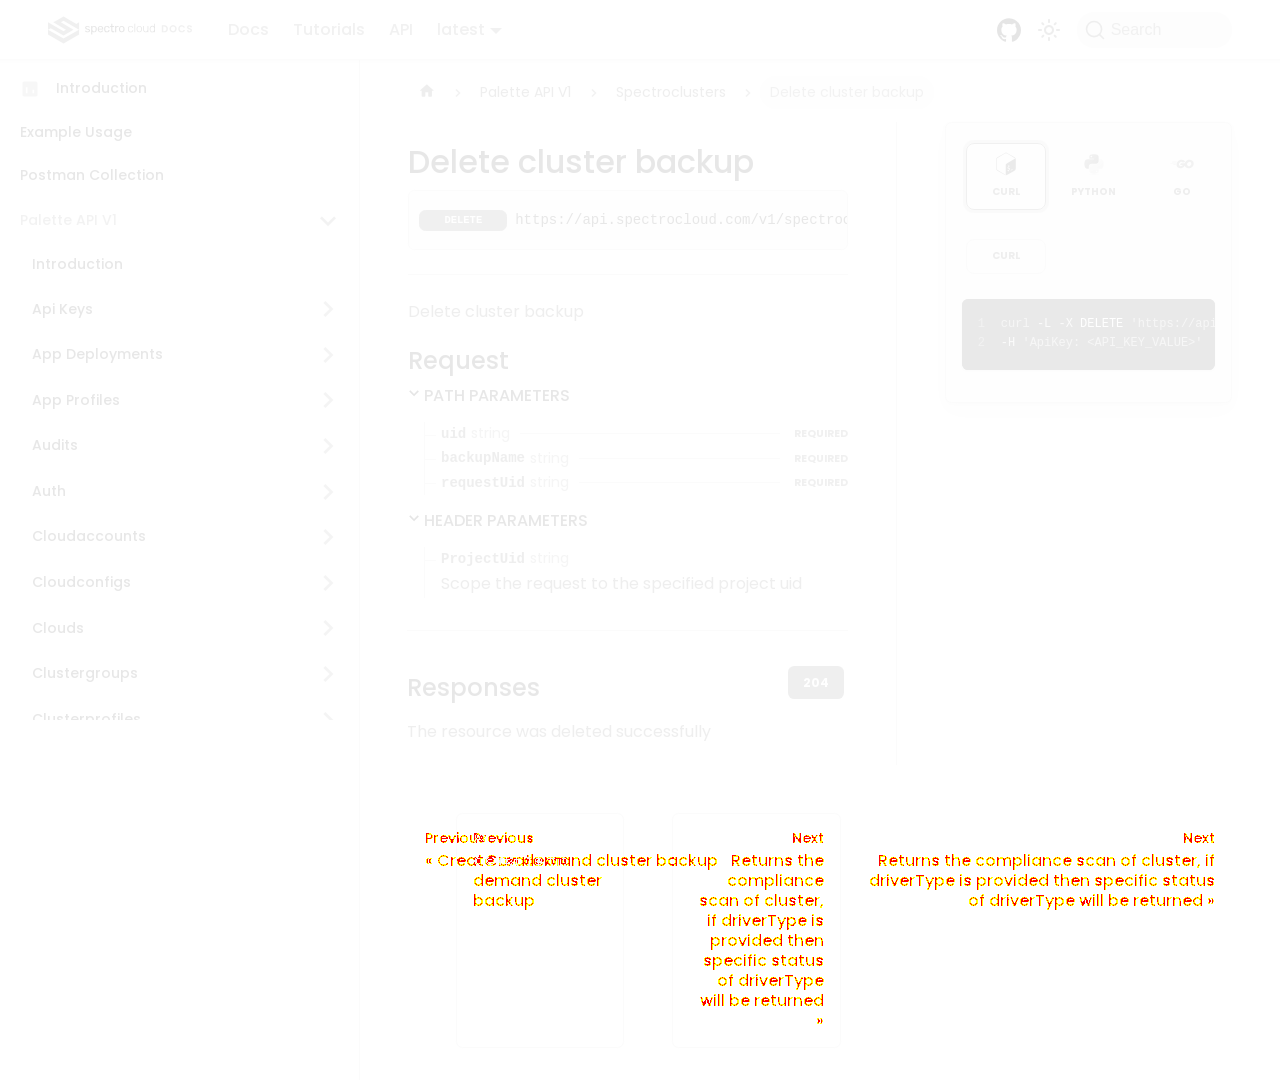 spectro cloud DOCS Docs Tutorials API latest Search
Introduction
Example Usage
Postman Collection
Palette API V1
Introduction
Api Keys
App Deployments
App Profiles
Audits
Auth
Cloudaccounts
Cloudconfigs
Clouds
Clustergroups
Clusterprofiles
Palette API V1 Spectroclusters Delete cluster backup
Delete cluster backup
DELETE https://api.spectrocloud.com/v1/spectroc
Delete cluster backup
Request
PATH PARAMETERS
uid string REQUIRED
backupName string REQUIRED
requestUid string REQUIRED
HEADER PARAMETERS
ProjectUid string
Scope the request to the specified project uid
Responses
204
The resource was deleted successfully
CURL PYTHON GO
CURL
1 curl -L -X DELETE 'https://api
2 -H 'ApiKey: <API_KEY_VALUE>'
Previous
« Create demand cluster backup
Previous
demand cluster
backup
Next
Returns the
compliance
scan of cluster,
if driverType is
provided then
specific status
of driverType
will be returned
»
Next
Returns the compliance scan of cluster, if
driverType is provided then specific status
of driverType will be returned »